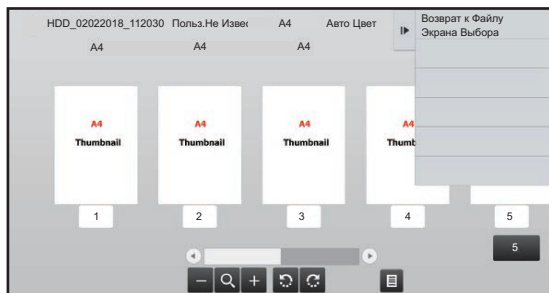 HDD_02022018_112030 Польз.Не Извес A4 Авто Цвет
Возврат к Файлу
Экрана Выбора
A4 A4 A4
A4 A4 A4 A4
Thumbnail Thumbnail Thumbnail Thumb
1 2 3 4 5
5